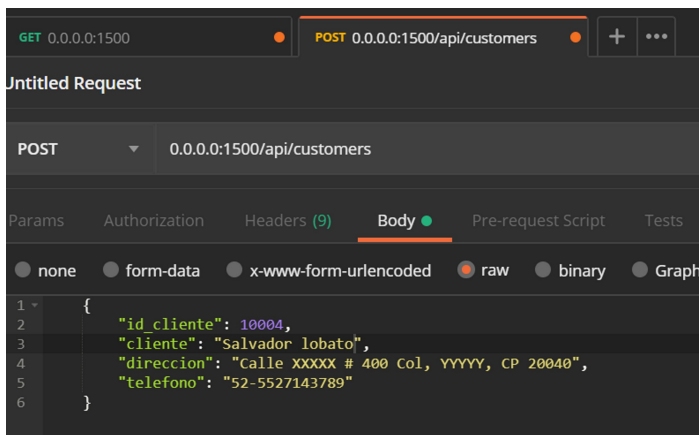 GET 0.0.0.0:1500
POST 0.0.0.0:1500/api/customers
+ •••
Untitled Request
POST 0.0.0.0:1500/api/customers
Params Authorization Headers (9) Body Pre-request Script Tests
none form-data x-www-form-urlencoded raw binary Graph
1 {
2 "id_cliente": 10004,
3 "cliente": "Salvador lobato",
4 "direccion": "Calle XXXXX # 400 Col, YYYYY, CP 20040",
5 "telefono": "52-5527143789"
6 }